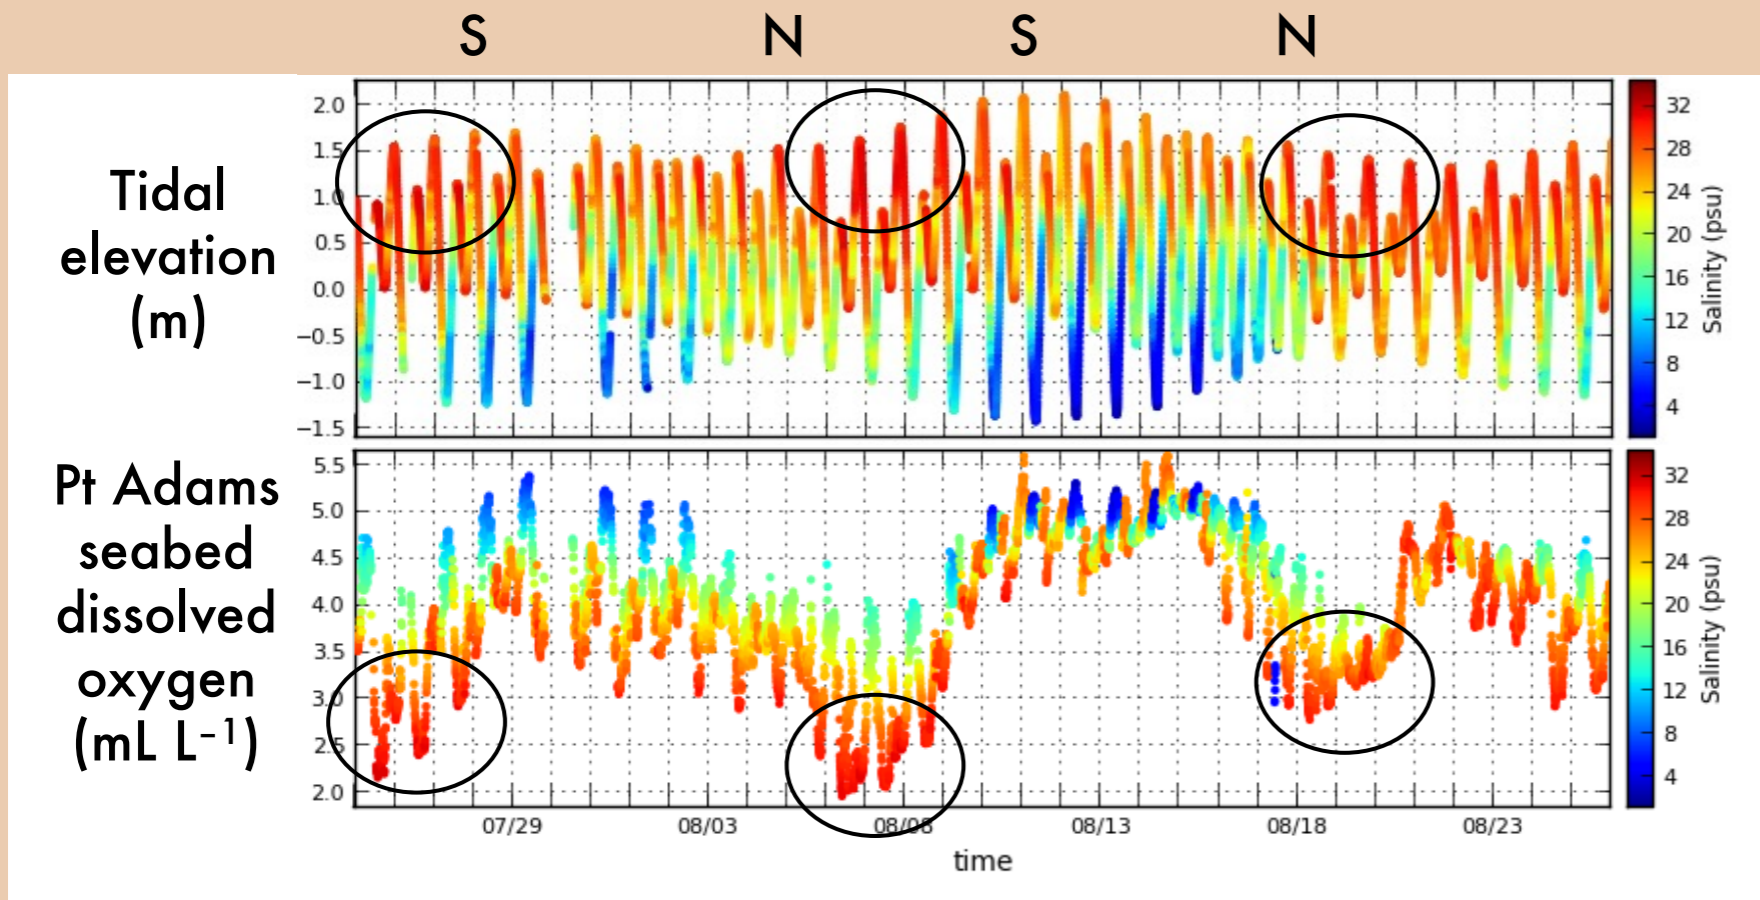 S N S N
Tidal
elevation
(m)
2.0
1.5
1.0
0.5
0.0
−0.5
−1.0
−1.5
32
28
24
20
16
12
8
4
Salinity (psu)
Pt Adams
seabed
dissolved
oxygen
(mL L⁻¹)
5.5
5.0
4.5
4.0
3.5
3.0
2.5
2.0
32
28
24
20
16
12
8
4
Salinity (psu)
07/29 08/03 08/08 08/13 08/18 08/23
time